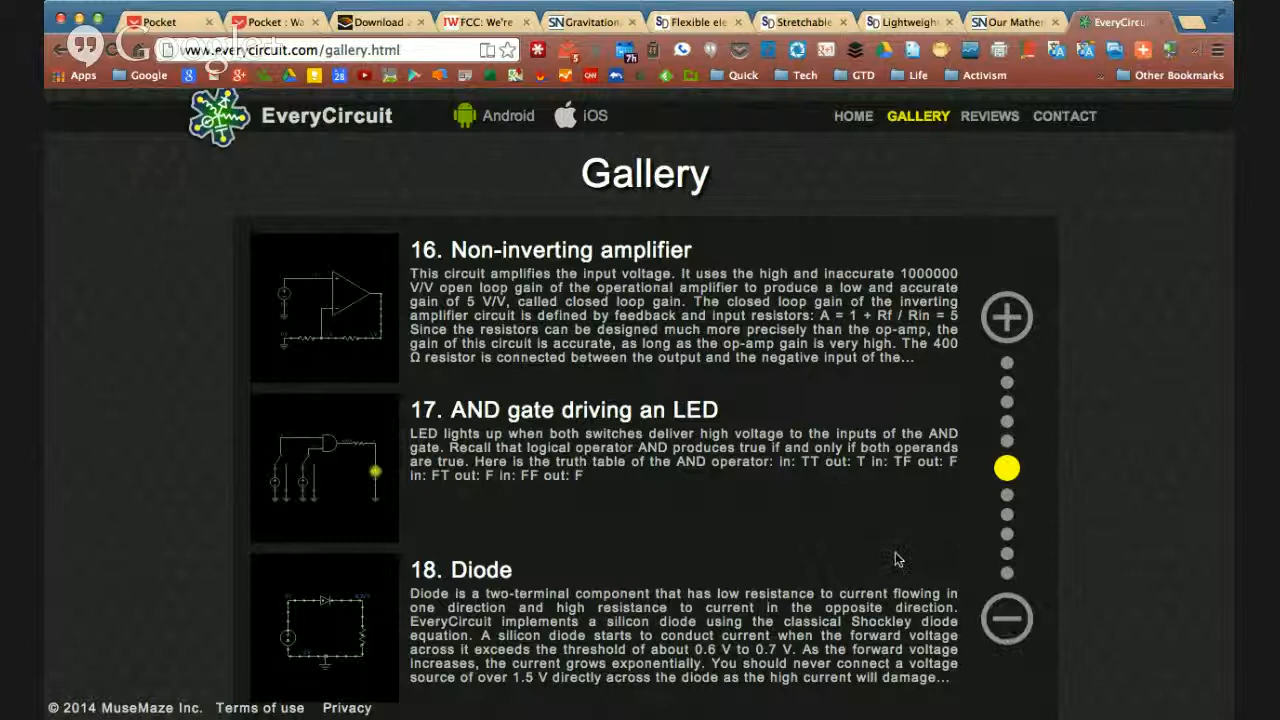 Pocket
Pocket : Wa
Download
FCC: We're
Gravitation
Flexible ele
Stretchable
Lightweight
Our Mather
EveryCircu
Google+
www.everycircuit.com/gallery.html
5
7h
Apps
Google
28
CNN
Quick
Tech
GTD
Life
Activism
Other Bookmarks
EveryCircuit
Android
iOS
HOME GALLERY REVIEWS CONTACT
Gallery
16. Non-inverting amplifier
This circuit amplifies the input voltage. It uses the high and inaccurate 1000000
V/V open loop gain of the operational amplifier to produce a low and accurate
gain of 5 V/V, called closed loop gain. The closed loop gain of the inverting
amplifier circuit is defined by feedback and input resistors: A = 1 + Rf / Rin = 5
Since the resistors can be designed much more precisely than the op-amp, the
gain of this circuit is accurate, as long as the op-amp gain is very high. The 400
Ω resistor is connected between the output and the negative input of the...
17. AND gate driving an LED
LED lights up when both switches deliver high voltage to the inputs of the AND
gate. Recall that logical operator AND produces true if and only if both operands
are true. Here is the truth table of the AND operator: in: TT out: T in: TF out: F
in: FT out: F in: FF out: F
18. Diode
Diode is a two-terminal component that has low resistance to current flowing in
one direction and high resistance to current in the opposite direction.
EveryCircuit implements a silicon diode using the classical Shockley diode
equation. A silicon diode starts to conduct current when the forward voltage
across it exceeds the threshold of about 0.6 V to 0.7 V. As the forward voltage
increases, the current grows exponentially. You should never connect a voltage
source of over 1.5 V directly across the diode as the high current will damage...
© 2014 MuseMaze Inc. Terms of use Privacy